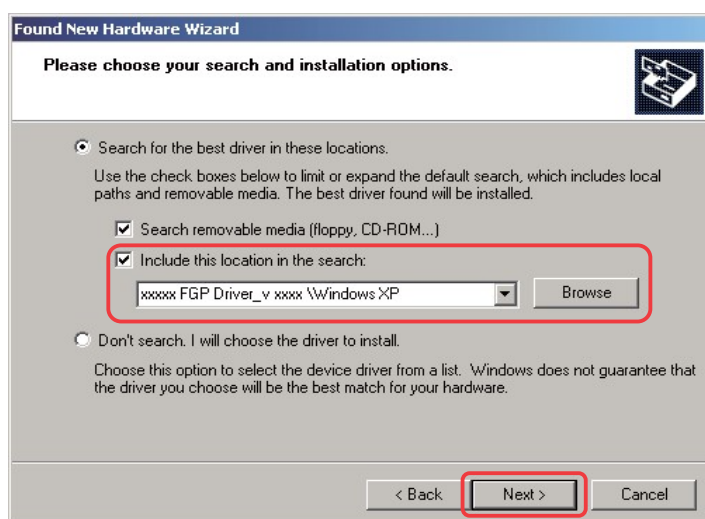 Found New Hardware Wizard
Please choose your search and installation options.
Search for the best driver in these locations.
Use the check boxes below to limit or expand the default search, which includes local
paths and removable media. The best driver found will be installed.
Search removable media (floppy, CD-ROM...)
Include this location in the search:
xxxxx FGP Driver_v xxxx \Windows XP
Browse
Don't search. I will choose the driver to install.
Choose this option to select the device driver from a list. Windows does not guarantee that
the driver you choose will be the best match for your hardware.
< Back Next > Cancel